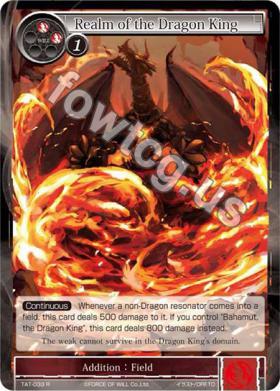 Realm of the Dragon King
WILL
1
fowtcg.us
Continuous Whenever a non-Dragon resonator comes into a
field, this card deals 500 damage to it. If you control "Bahamut,
the Dragon King", this card deals 800 damage instead.
The weak cannot survive in the Dragon King's domain.
Addition : Field
TAT-033 R ©FORCE OF WILL Co.,Ltd.